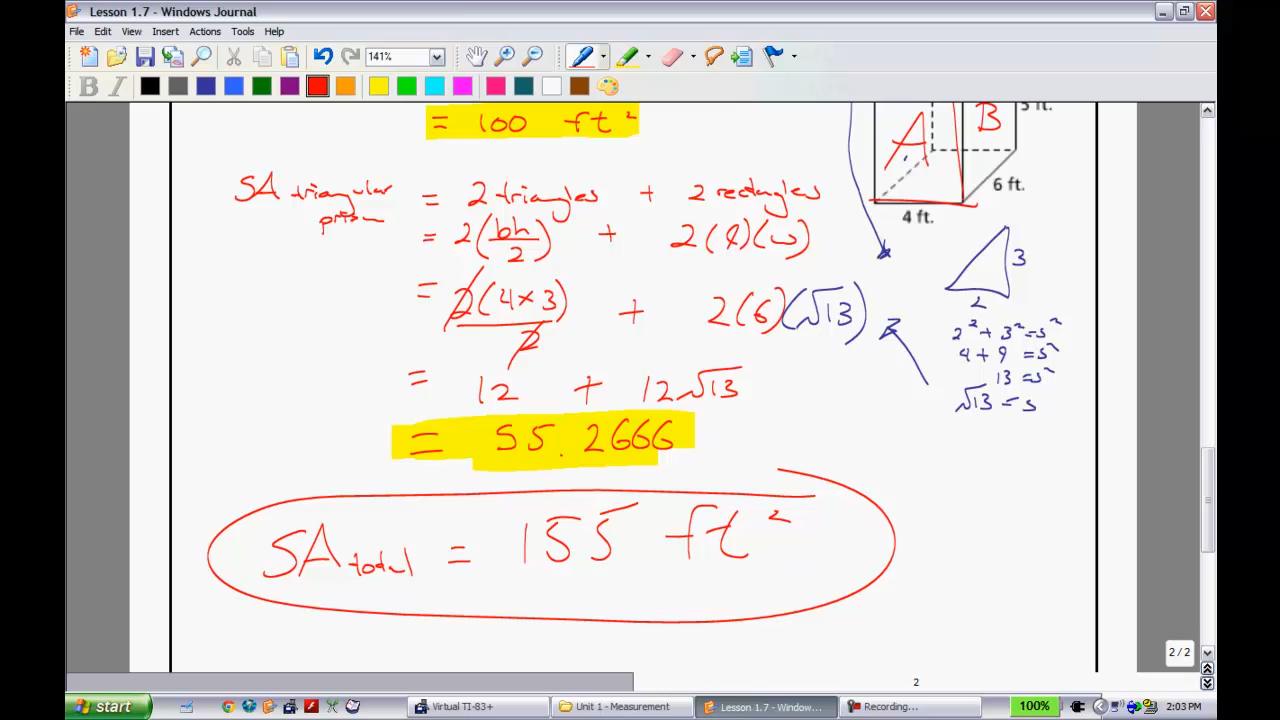 Lesson 1.7 - Windows Journal
File Edit View Insert Actions Tools Help
141%
B I
= 100 ft²
SA triangular prism = 2 triangles + 2 rectangles
= 2(bh/2) + 2(l)(w)
= 2(4×3)/2 + 2(6)(√13)
= 12 + 12√13
= 55.2666
SA total = 155 ft²
A B
5 ft.
6 ft.
4 ft.
3
2
2² + 3² = s²
4 + 9 = s²
13 = s²
√13 = s
2/2
2
start Virtual TI-83+ Unit 1 - Measurement Lesson 1.7 - Window... Recording... 100% 2:03 PM